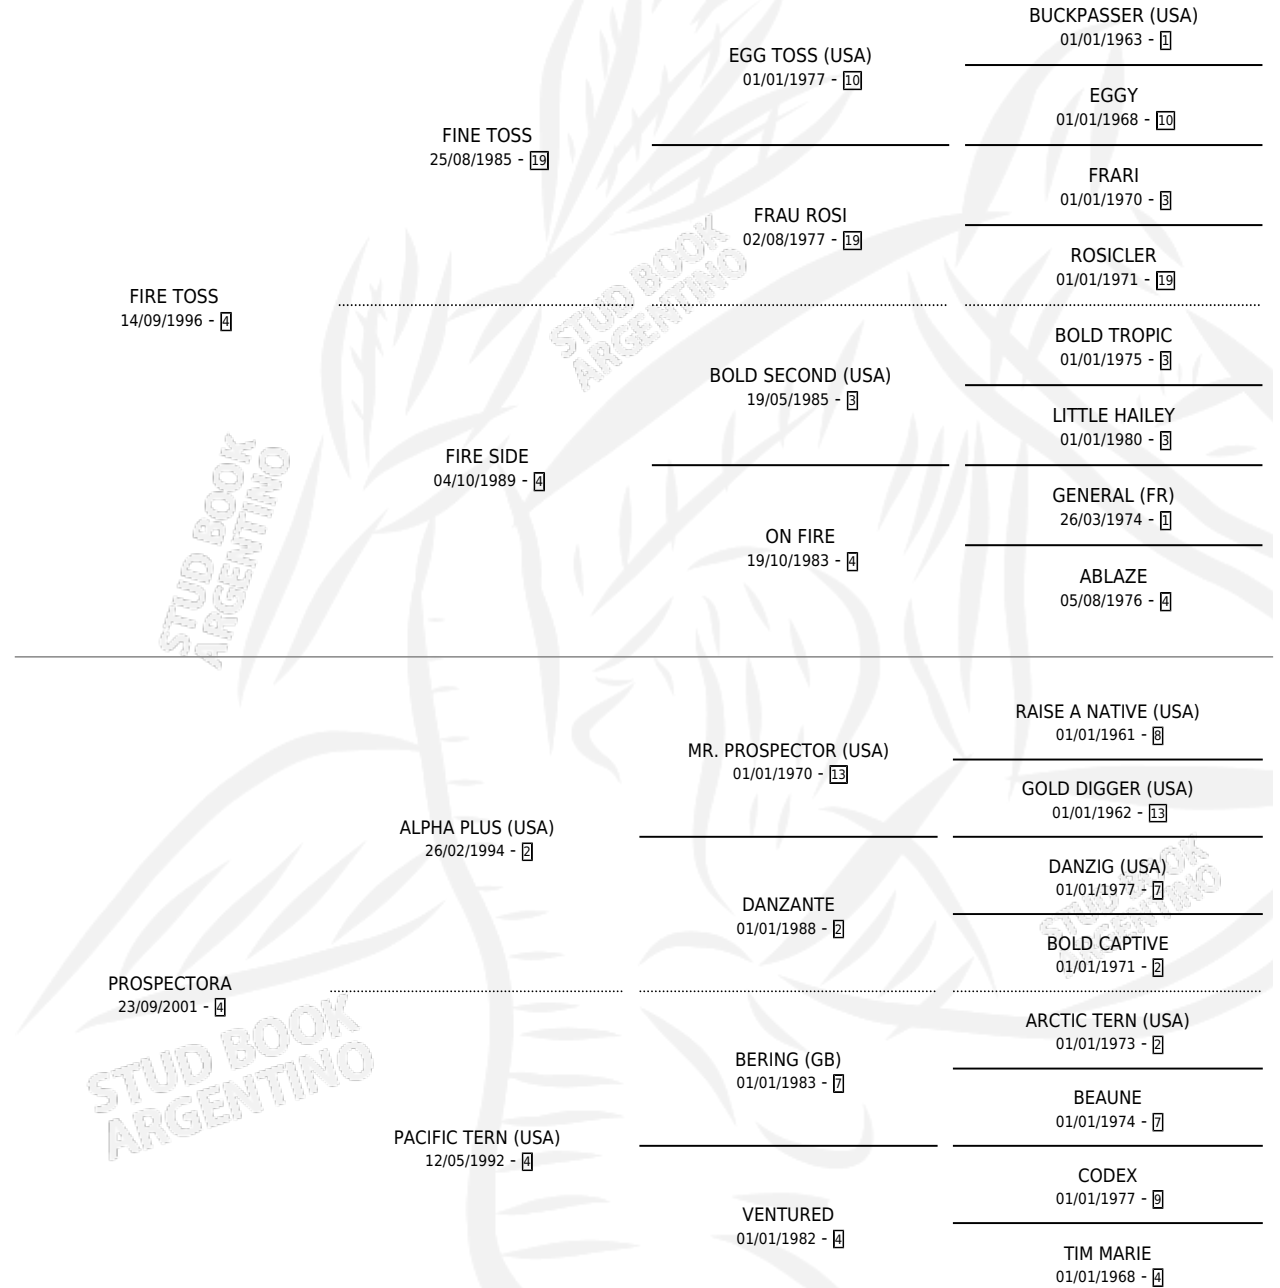 BUCKPASSER (USA)
01/01/1963 - 1
EGG TOSS (USA)
01/01/1977 - 10
EGGY
01/01/1968 - 10
FINE TOSS
25/08/1985 - 19
FRARI
01/01/1970 - 3
FRAU ROSI
02/08/1977 - 19
ROSICLER
01/01/1971 - 19
FIRE TOSS
14/09/1996 - 4
BOLD TROPIC
01/01/1975 - 3
BOLD SECOND (USA)
19/05/1985 - 3
LITTLE HAILEY
01/01/1980 - 3
FIRE SIDE
04/10/1989 - 4
GENERAL (FR)
26/03/1974 - 1
ON FIRE
19/10/1983 - 4
ABLAZE
05/08/1976 - 4
STUD BOOK
ARGENTINO
STUD BOOK
ARGENTINO
RAISE A NATIVE (USA)
01/01/1961 - 8
MR. PROSPECTOR (USA)
01/01/1970 - 13
GOLD DIGGER (USA)
01/01/1962 - 13
ALPHA PLUS (USA)
26/02/1994 - 2
DANZIG (USA)
01/01/1977 - 7
DANZANTE
01/01/1988 - 2
BOLD CAPTIVE
01/01/1971 - 2
PROSPECTORA
23/09/2001 - 4
ARCTIC TERN (USA)
01/01/1973 - 2
BERING (GB)
01/01/1983 - 7
BEAUNE
01/01/1974 - 7
PACIFIC TERN (USA)
12/05/1992 - 4
CODEX
01/01/1977 - 9
VENTURED
01/01/1982 - 4
TIM MARIE
01/01/1968 - 4
STUD BOOK
ARGENTINO
STUD BOOK
ARGENTINO